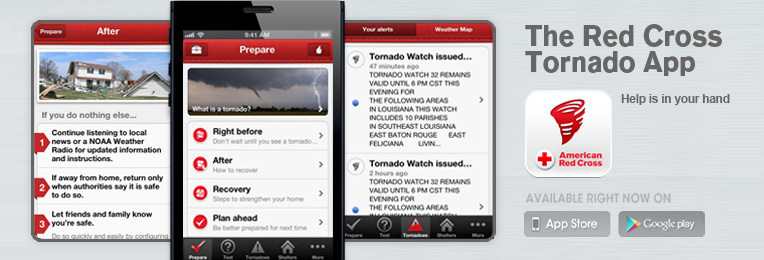 Prepare
After
If you do nothing else...
1
Continue listening to local
news or a NOAA Weather
Radio for updated information
and instructions.
2
If away from home, return only
when authorities say it is safe
to do so.
3
Let friends and family know
you're safe.
Do so quickly and easily by configuring
9:41 AM
Prepare
What is a tornado?
Right before
Don't wait until you see a tornado...
After
How to recover
Recovery
Steps to strengthen your home
Plan ahead
Be better prepared for next time
Prepare
Test
Tornadoes
Shelters
More
Your alerts
Weather Map
Tornado Watch issued...
47 minutes ago
TORNADO WATCH 32 REMAINS
VALID UNTIL 6 PM CST THIS
EVENING FOR
THE FOLLOWING AREAS
IN LOUISIANA THIS WATCH
INCLUDES 10 PARISHES
IN SOUTHEAST LOUISIANA
EAST BATON ROUGE EAST
FELICIANA LIVIN...
Tornado Watch issued...
2 hours ago
TORNADO WATCH 32 REMAINS
VALID UNTIL 6 PM CST THIS
EVENING FOR
THE FOLLOWING AREAS
IN LOUISIANA THIS WATCH
Prepare
Test
Tornadoes
Shelters
More
The Red Cross
Tornado App
American
Red Cross
Help is in your hand
AVAILABLE RIGHT NOW ON
App Store
Google play